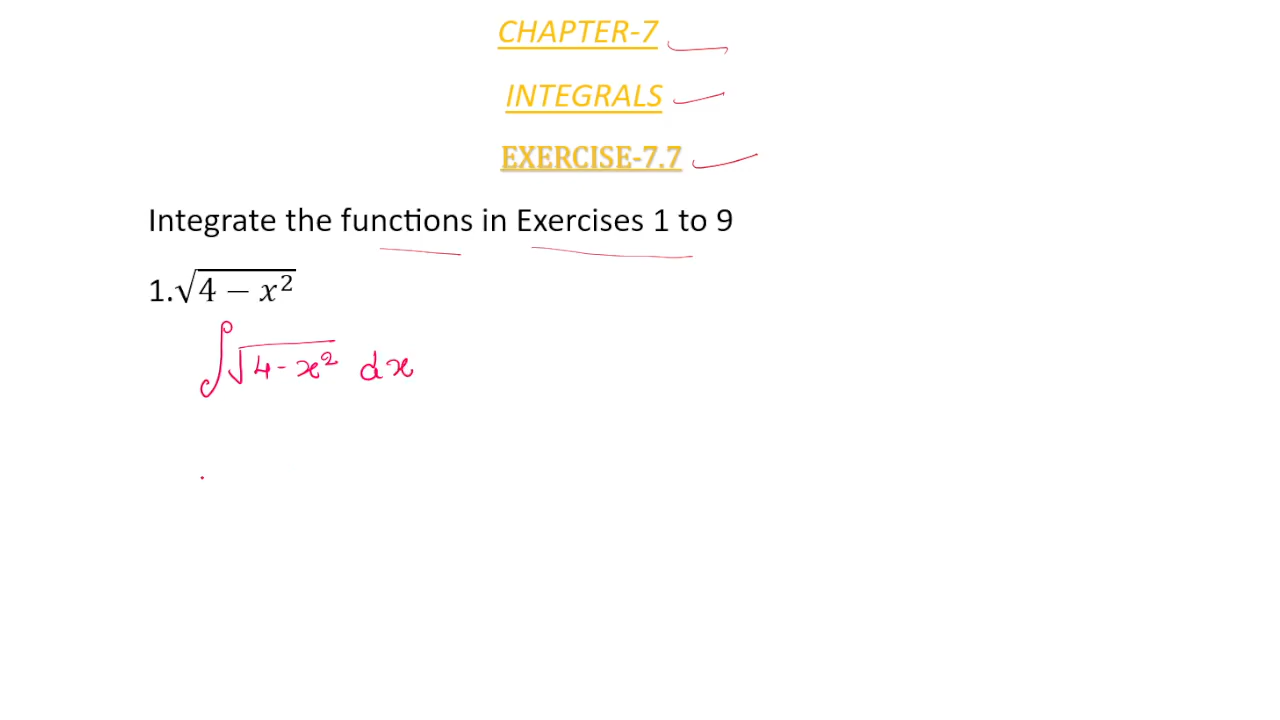 CHAPTER-7
INTEGRALS
EXERCISE-7.7
Integrate the functions in Exercises 1 to 9
1.√4 − x²
∫√4-x² dx